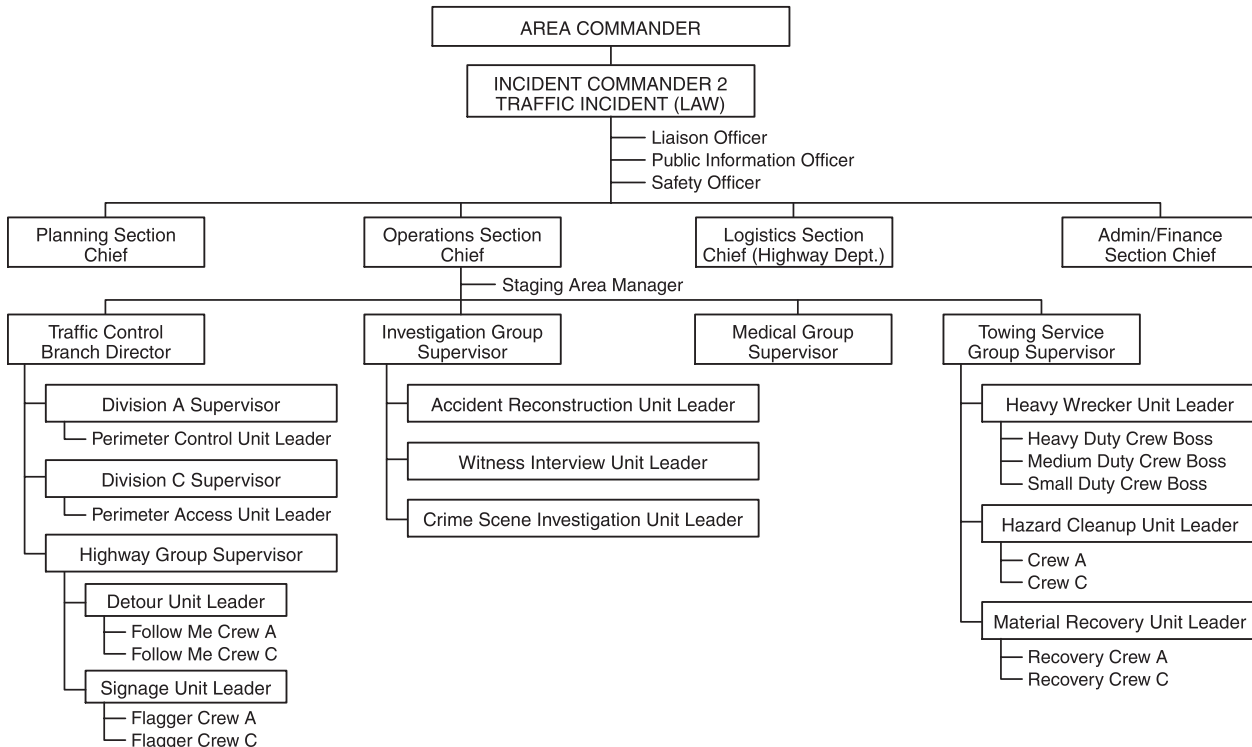 AREA COMMANDER
INCIDENT COMMANDER 2
TRAFFIC INCIDENT (LAW)
Liaison Officer
Public Information Officer
Safety Officer
Planning Section
Chief
Operations Section
Chief
Logistics Section
Chief (Highway Dept.)
Admin/Finance
Section Chief
Staging Area Manager
Traffic Control
Branch Director
Investigation Group
Supervisor
Medical Group
Supervisor
Towing Service
Group Supervisor
Division A Supervisor
Perimeter Control Unit Leader
Division C Supervisor
Perimeter Access Unit Leader
Highway Group Supervisor
Detour Unit Leader
Follow Me Crew A
Follow Me Crew C
Signage Unit Leader
Flagger Crew A
Flagger Crew C
Accident Reconstruction Unit Leader
Witness Interview Unit Leader
Crime Scene Investigation Unit Leader
Heavy Wrecker Unit Leader
Heavy Duty Crew Boss
Medium Duty Crew Boss
Small Duty Crew Boss
Hazard Cleanup Unit Leader
Crew A
Crew C
Material Recovery Unit Leader
Recovery Crew A
Recovery Crew C